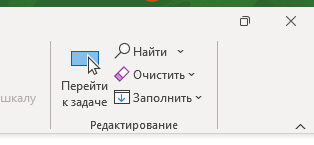 Найти
Очистить
Перейти
к задаче
Заполнить
шкалу
Редактирование